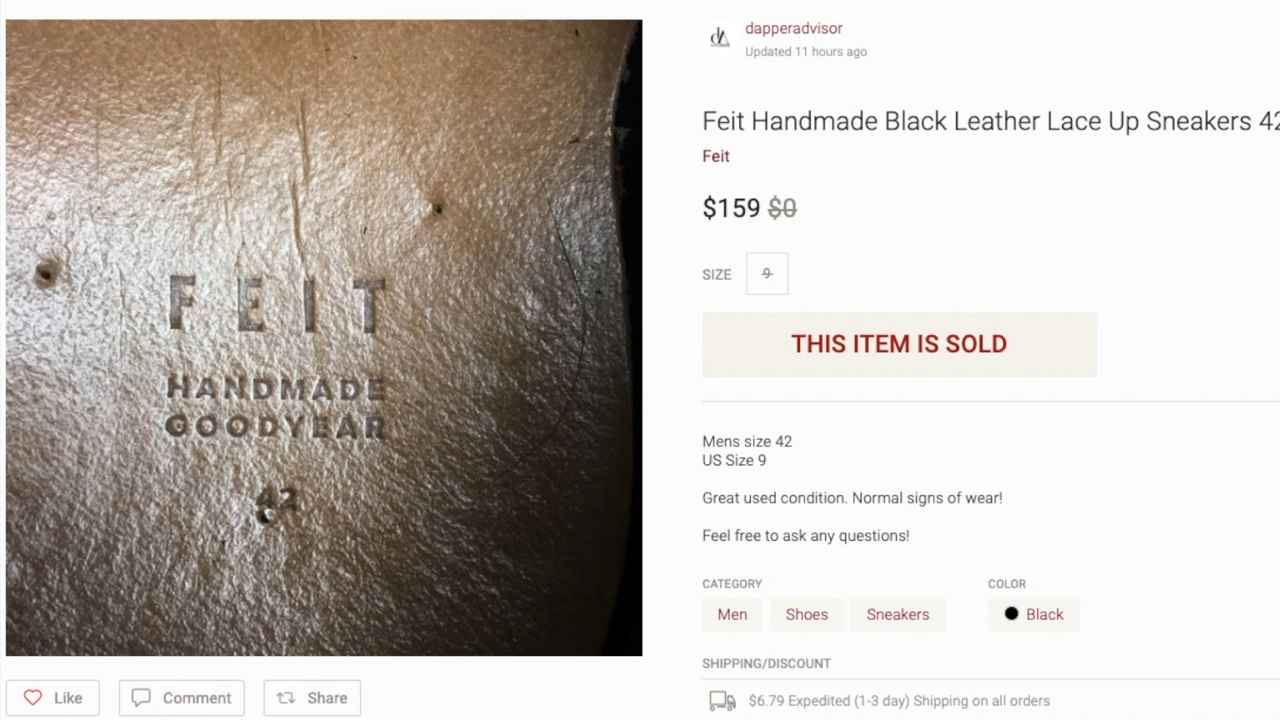 FEIT
HANDMADE
GOODYEAR
42
Like
Comment
Share
dapperadvisor
Updated 11 hours ago
Feit Handmade Black Leather Lace Up Sneakers 42
Feit
$159 $0
SIZE 9
THIS ITEM IS SOLD
Mens size 42
US Size 9
Great used condition. Normal signs of wear!
Feel free to ask any questions!
CATEGORY
Men Shoes Sneakers
COLOR
Black
SHIPPING/DISCOUNT
$6.79 Expedited (1-3 day) Shipping on all orders